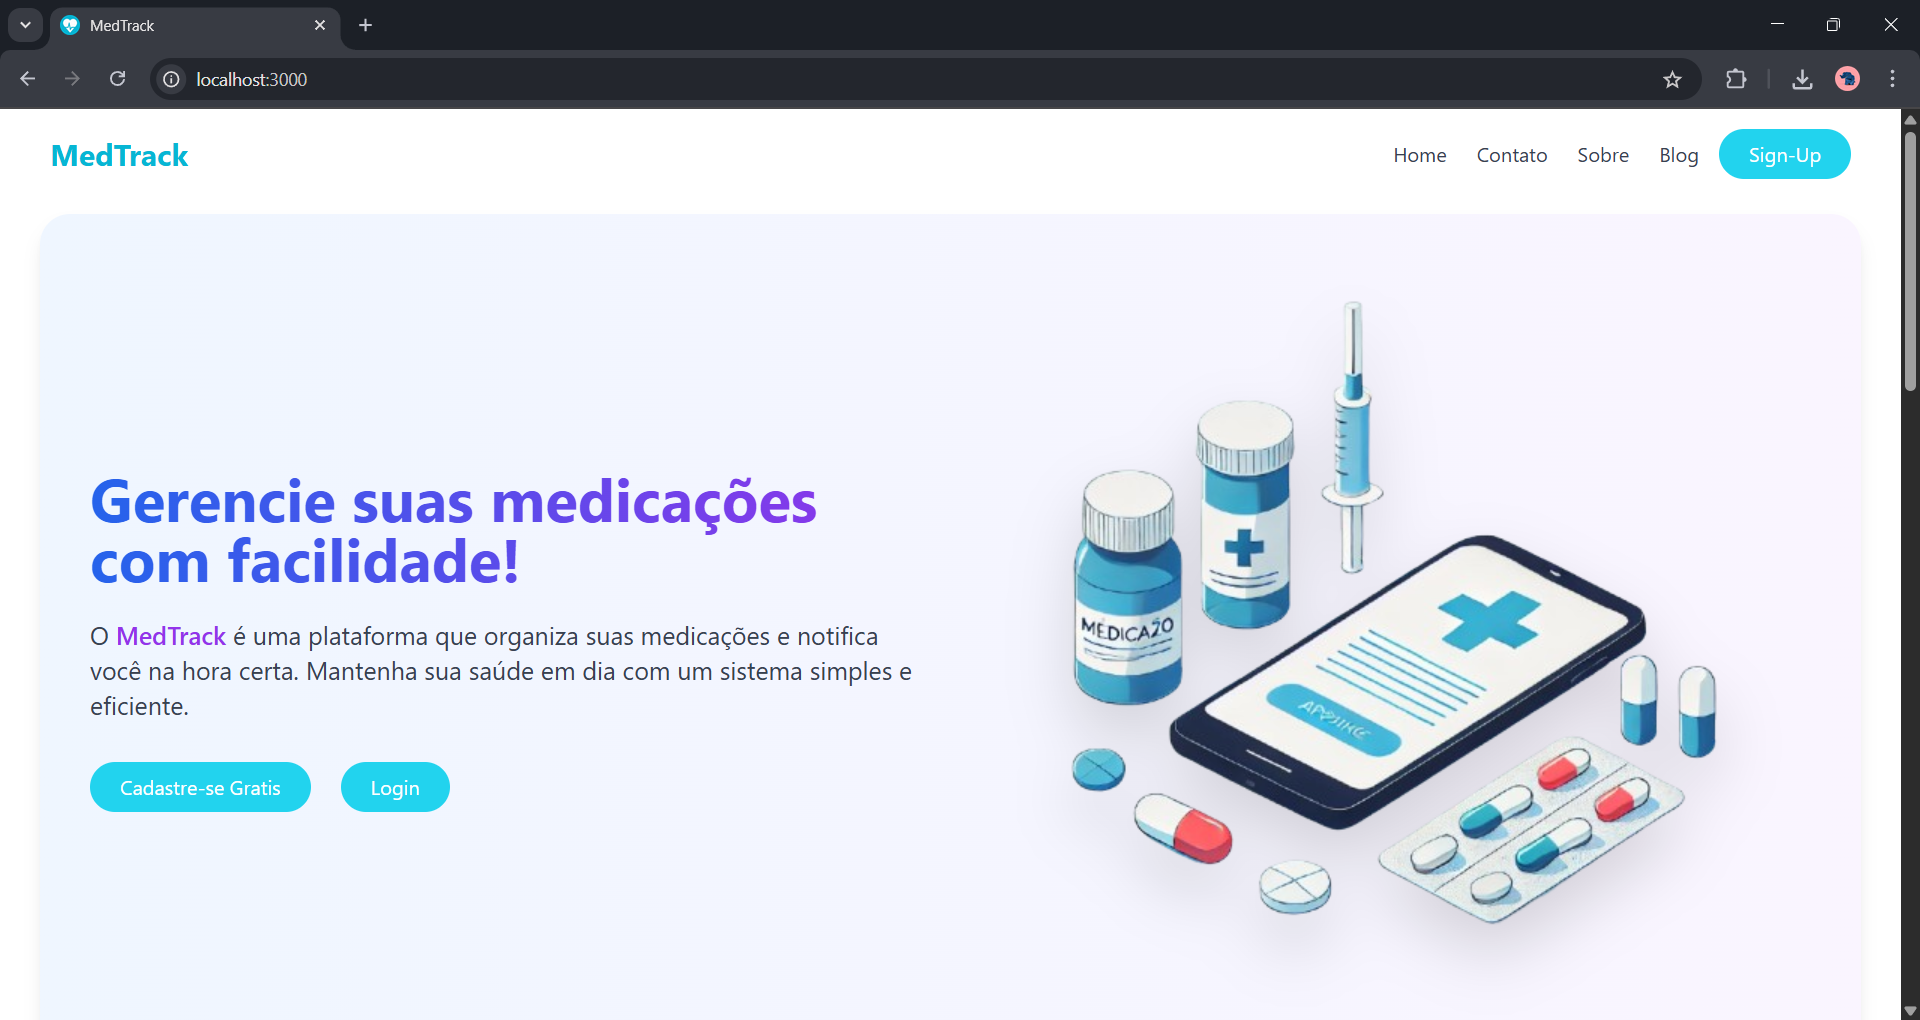 MedTrack
localhost:3000
MedTrack
Home Contato Sobre Blog Sign-Up
Gerencie suas medicações
com facilidade!
O MedTrack é uma plataforma que organiza suas medicações e notifica
você na hora certa. Mantenha sua saúde em dia com um sistema simples e
eficiente.
Cadastre-se Gratis Login
MEDICAZO